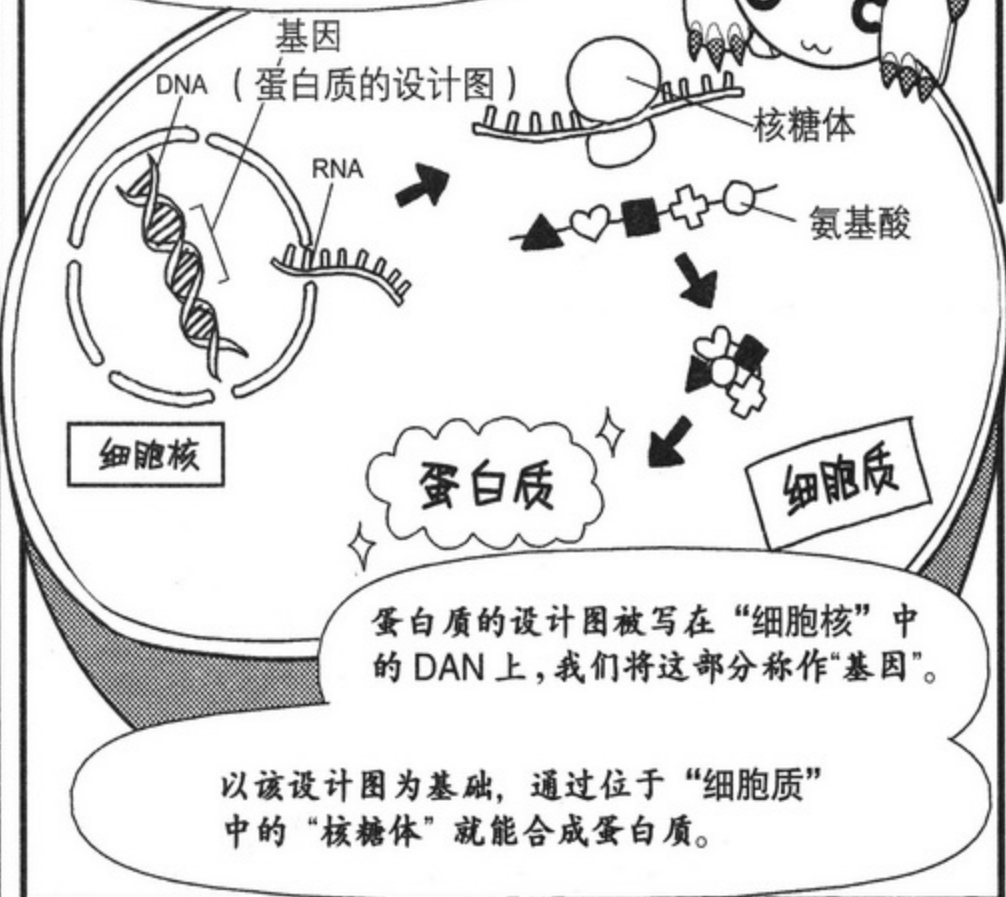 基因
DNA
(蛋白质的设计图)
RNA
核糖体
氨基酸
细胞核
蛋白质
细胞质
蛋白质的设计图被写在“细胞核”中
的DAN上,我们将这部分称作“基因”。
以该设计图为基础,通过位于“细胞质”
中的“核糖体”就能合成蛋白质。